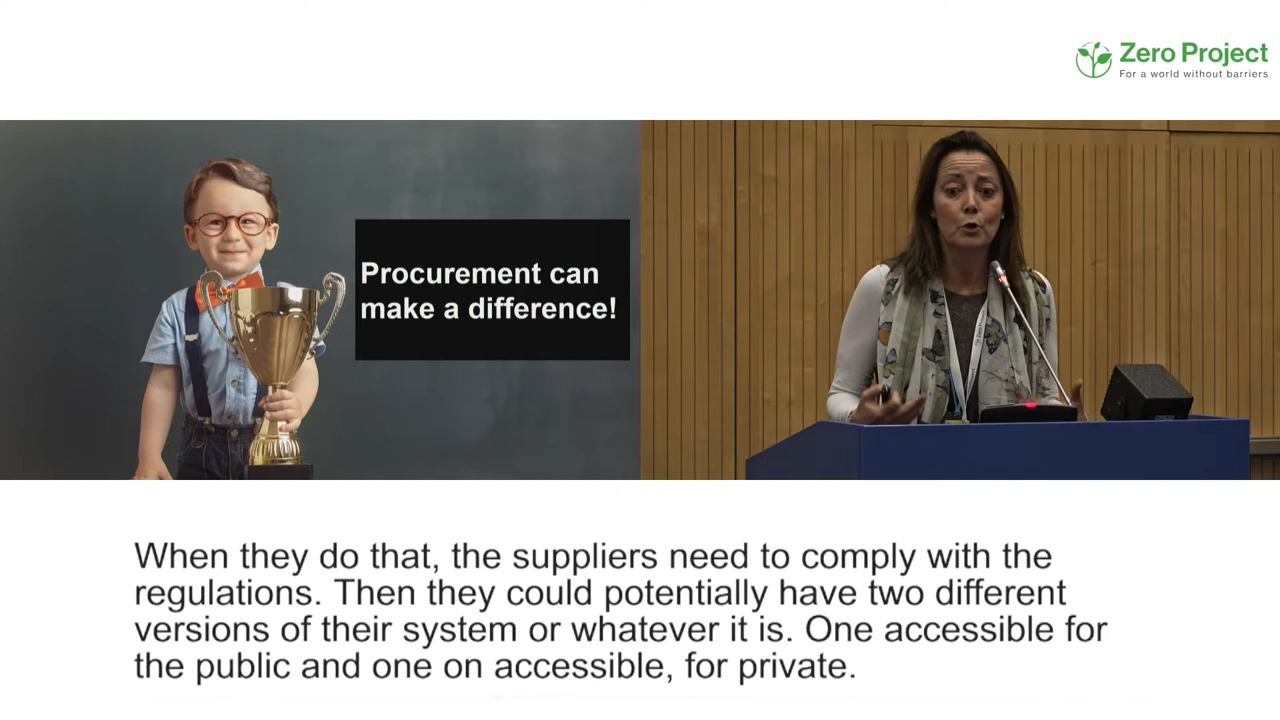 Zero Project
For a world without barriers
Procurement can
make a difference!
When they do that, the suppliers need to comply with the
regulations. Then they could potentially have two different
versions of their system or whatever it is. One accessible for
the public and one on accessible, for private.